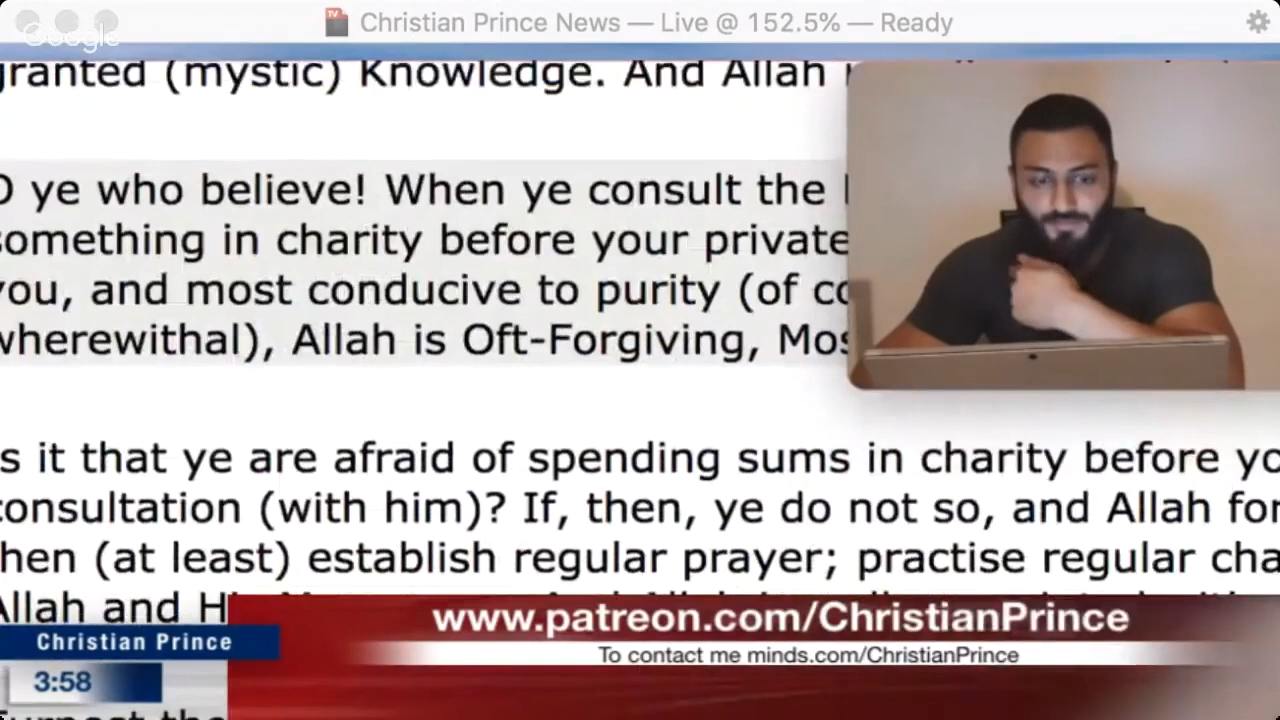 Christian Prince News — Live @ 152.5% — Ready
Google
granted (mystic) Knowledge. And Allah
O ye who believe! When ye consult the
something in charity before your private
you, and most conducive to purity (of co
wherewithal), Allah is Oft-Forgiving, Mos
s it that ye are afraid of spending sums in charity before yo
consultation (with him)? If, then, ye do not so, and Allah for
then (at least) establish regular prayer; practise regular cha
Allah and H
www.patreon.com/ChristianPrince
To contact me minds.com/ChristianPrince
Christian Prince
3:58